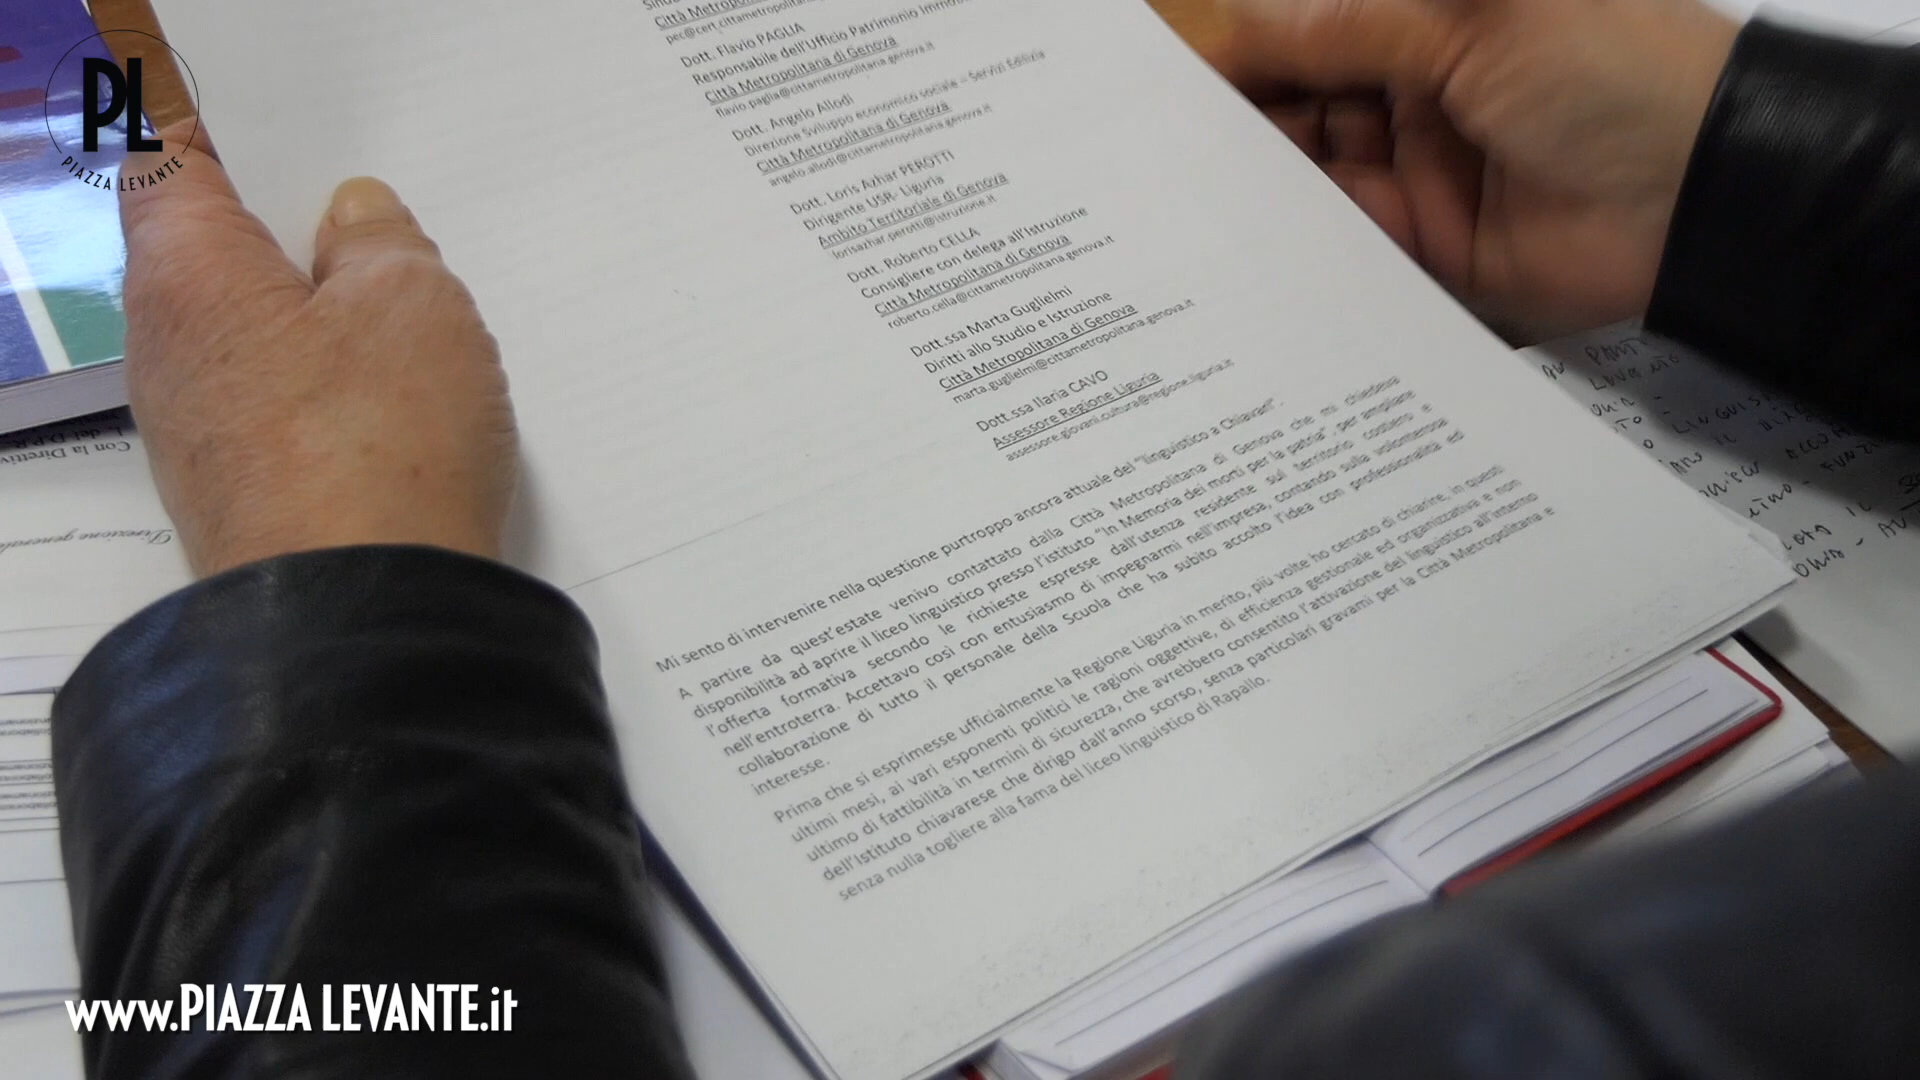 PL
PIAZZA LEVANTE
Città Metropolitana
Dott. Flavio PAGLIA
Responsabile dell'Ufficio Patrimonio
Città Metropolitana di Genova
flavio.paglia@cittametropolitana.genova.it
Dott. Angelo Allodi
Direzione Sviluppo economico sociale – Servizi Edilizia
Città Metropolitana di Genova
angelo.allodi@cittametropolitana.genova.it
Dott. Loris Azhar PEROTTI
Dirigente USR- Liguria
Ambito Territoriale di Genova
lorisazhar.perotti@istruzione.it
Dott. Roberto CELLA
Consigliere con delega all'Istruzione
Città Metropolitana di Genova
roberto.cella@cittametropolitana.genova.it
Dott.ssa Marta Guglielmi
Diritti allo Studio e Istruzione
Città Metropolitana di Genova
marta.guglielmi@cittametropolitana.genova.it
Dott.ssa Ilaria CAVO
Assessore Regione Liguria
assessore.giovani.cultura@regione.liguria.it
Mi sento di intervenire nella questione purtroppo ancora attuale del "linguistico a Chiavari".
A partire da quest'estate venivo contattato dalla Città Metropolitana di Genova che mi chiedeva
disponibilità ad aprire il liceo linguistico presso l'istituto "In Memoria dei morti per la patria", per ampliare
l'offerta formativa secondo le richieste espresse dall'utenza residente sul territorio costiero e
nell'entroterra. Accettavo così con entusiasmo di impegnarmi nell'impresa, contando sulla volomerosa
collaborazione di tutto il personale della Scuola che ha subito accolto l'idea con professionalità ed
interesse.
Prima che si esprimesse ufficialmente la Regione Liguria in merito, più volte ho cercato di chiarire, in questi
ultimi mesi, ai vari esponenti politici le ragioni oggettive, di efficienza gestionale ed organizzativa e non
ultimo di fattibilità in termini di sicurezza, che avrebbero consentito l'attivazione del linguistico all'interno
dell'Istituto chiavarese che dirigo dall'anno scorso, senza particolari gravami per la Città Metropolitana e
senza nulla togliere alla fama del liceo linguistico di Rapallo.
Con la Direttiva
Direzione generale
www.PIAZZA LEVANTE.it